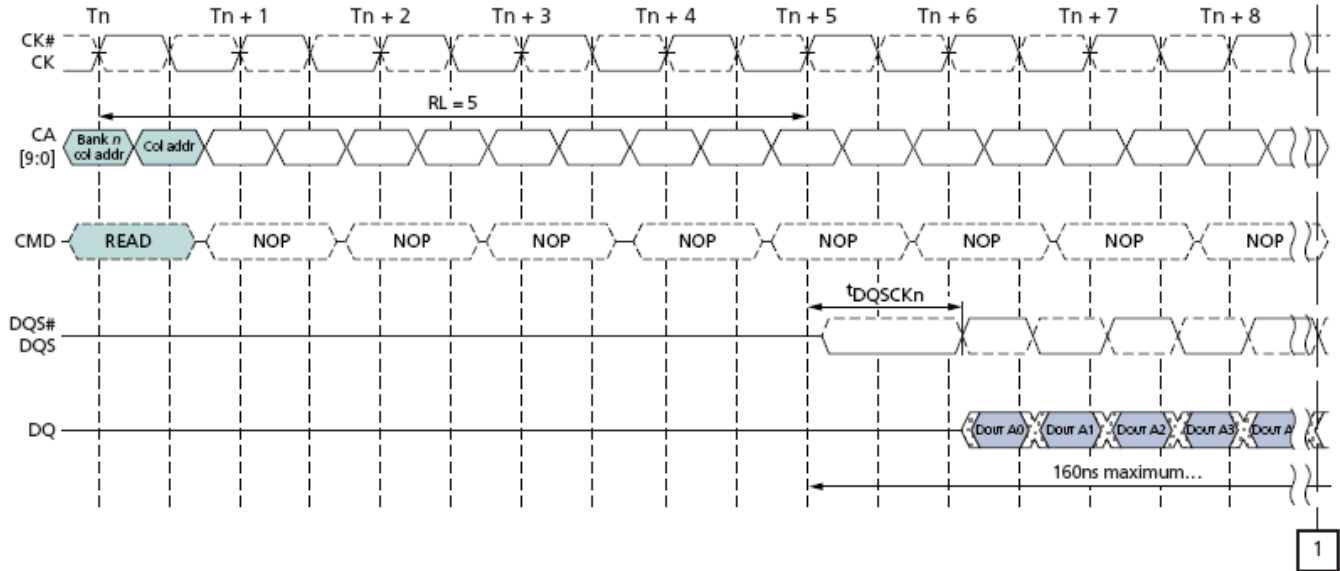 Tn Tn + 1 Tn + 2 Tn + 3 Tn + 4 Tn + 5 Tn + 6 Tn + 7 Tn + 8
CK#
CK
RL = 5
CA
[9:0]
Bank n
col addr
Col addr
CMD READ NOP NOP NOP NOP NOP NOP NOP NOP
tDQSCKn
DQS#
DQS
DQ DOUT A0 DOUT A1 DOUT A2 DOUT A3 DOUT A
160ns maximum…
1